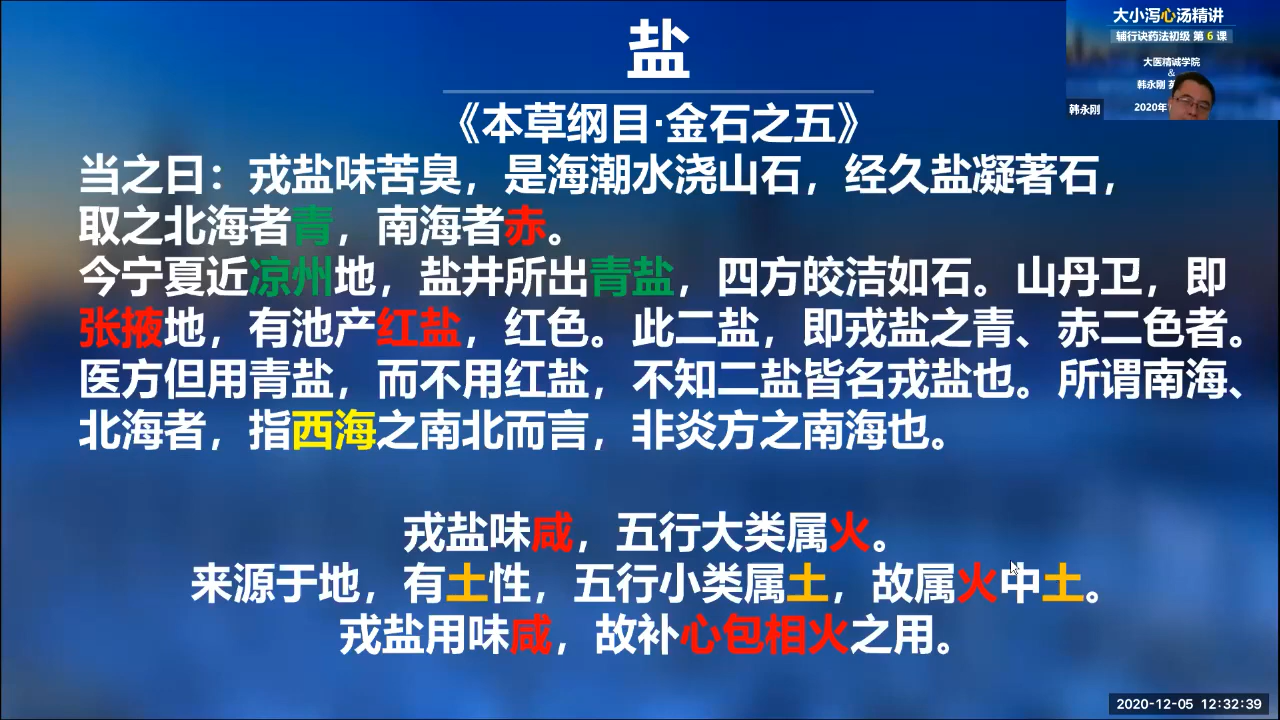 盐
《本草纲目·金石之五》
当之曰：戎盐味苦臭，是海潮水浇山石，经久盐凝著石，
取之北海者青，南海者赤。
今宁夏近凉州地，盐井所出青盐，四方皎洁如石。山丹卫，即
张掖地，有池产红盐，红色。此二盐，即戎盐之青、赤二色者。
医方但用青盐，而不用红盐，不知二盐皆名戎盐也。所谓南海、
北海者，指西海之南北而言，非炎方之南海也。
戎盐味咸，五行大类属火。
来源于地，有土性，五行小类属土，故属火中土。
戎盐用味咸，故补心包相火之用。
大小泻心汤精讲
辅行诀药法初级 第 6 课
大医精诚学院
&
韩永刚
2020年
韩永刚
2020-12-05 12:32:39